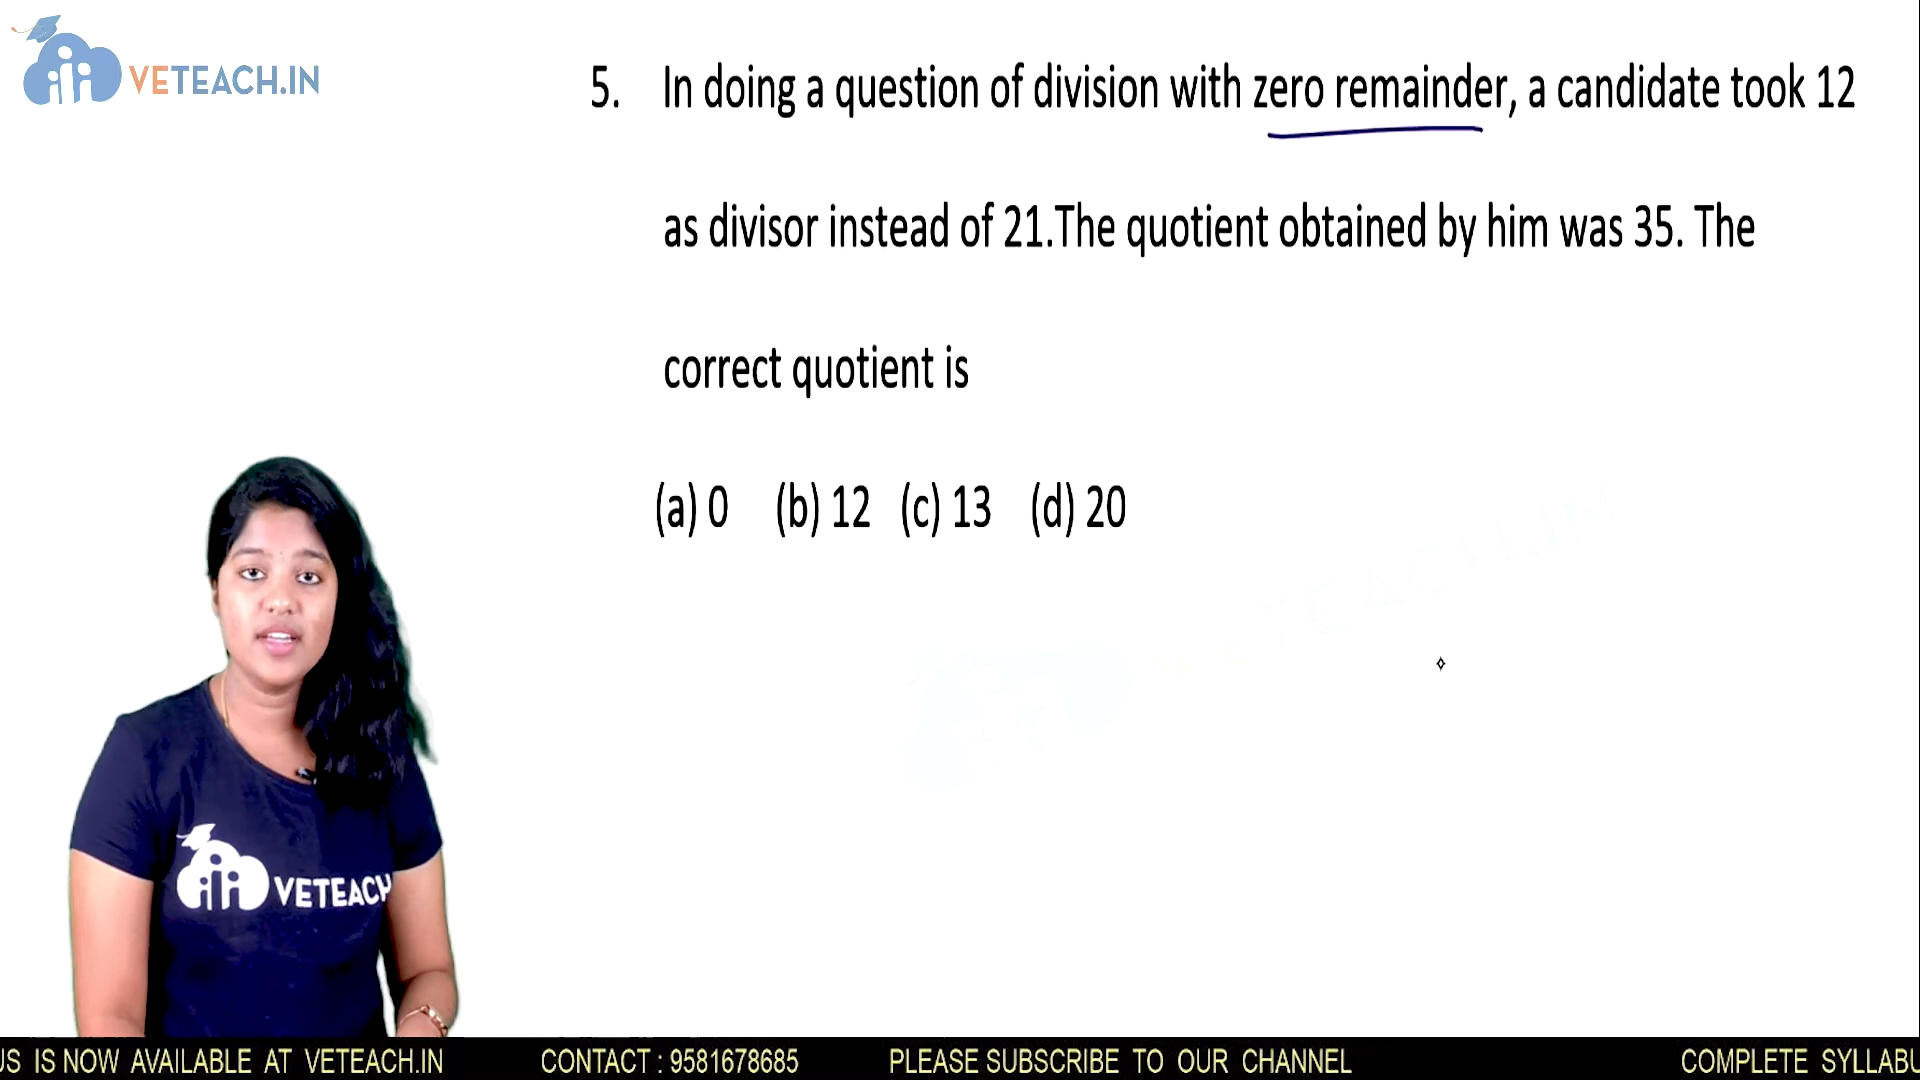 VETEACH.IN
5. In doing a question of division with zero remainder, a candidate took 12
as divisor instead of 21.The quotient obtained by him was 35. The
correct quotient is
(a) 0 (b) 12 (c) 13 (d) 20
VETEACH
US IS NOW AVAILABLE AT VETEACH.IN CONTACT : 9581678685 PLEASE SUBSCRIBE TO OUR CHANNEL COMPLETE SYLLABU